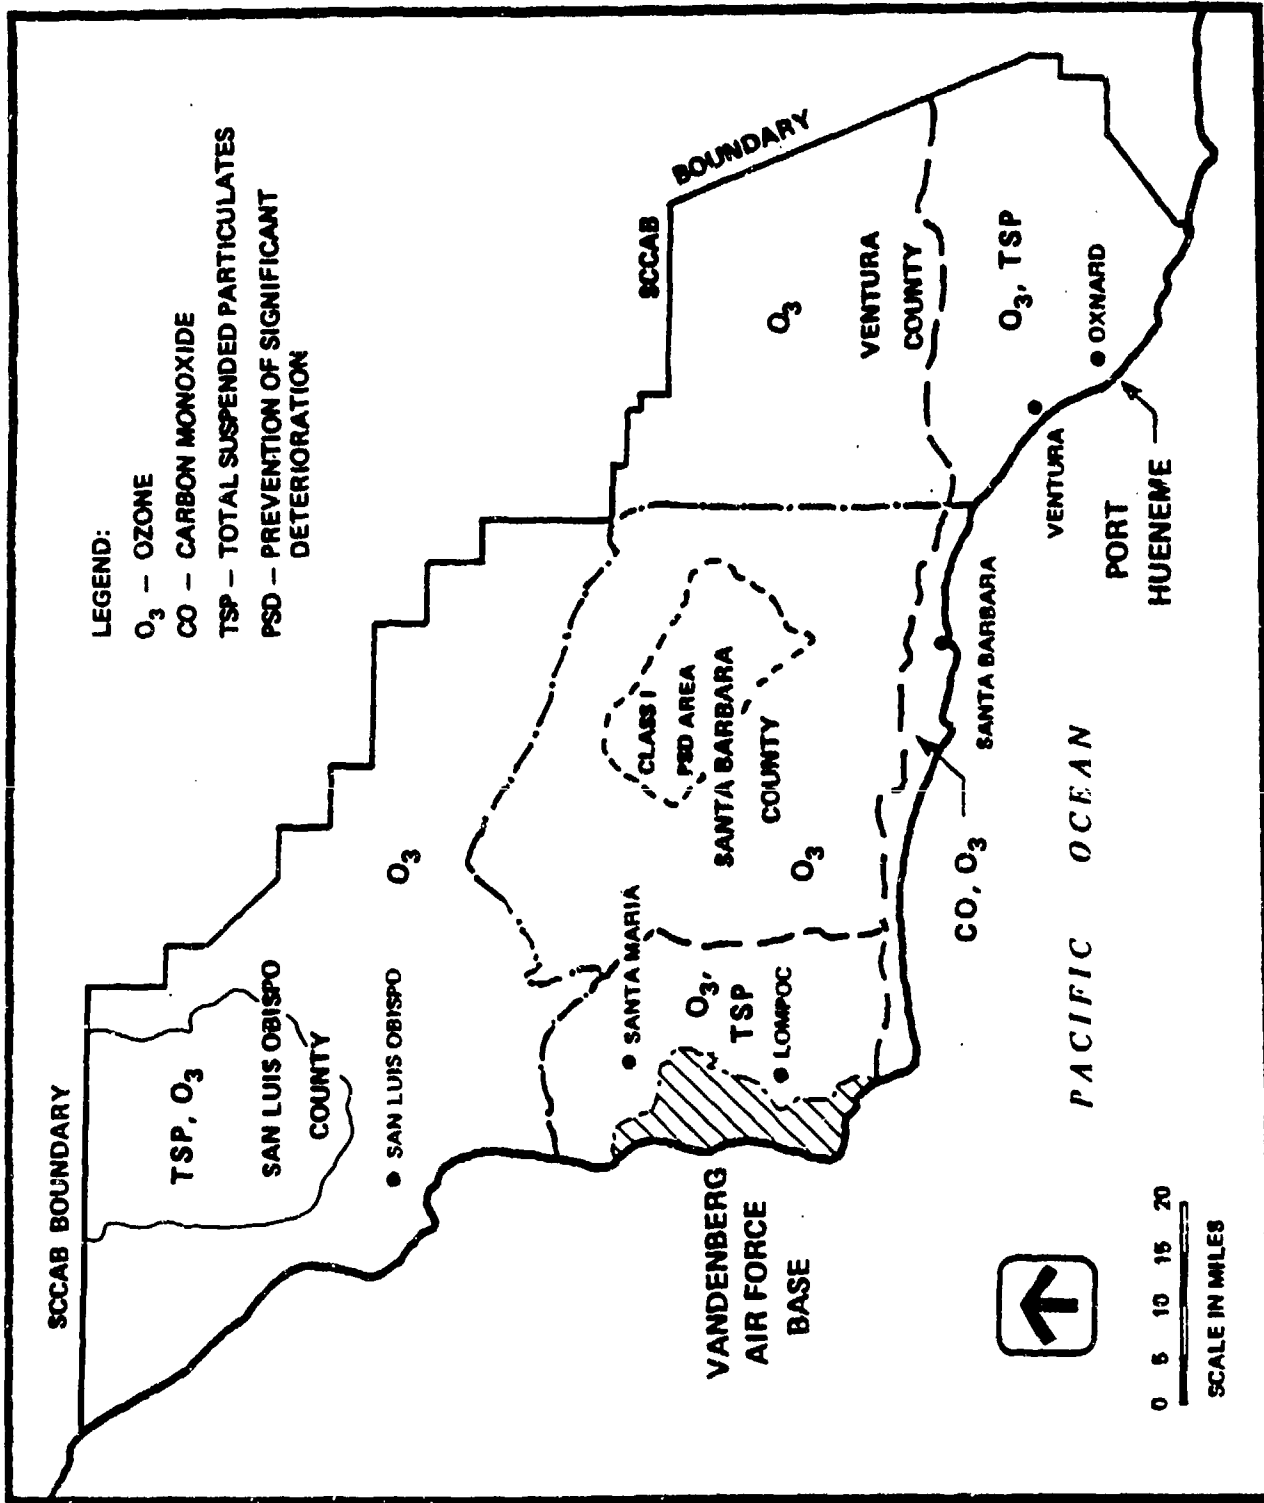 SCCAB BOUNDARY
LEGEND:
O₃ – OZONE
CO – CARBON MONOXIDE
TSP – TOTAL SUSPENDED PARTICULATES
PSD – PREVENTION OF SIGNIFICANT
DETERIORATION
TSP, O₃
SAN LUIS OBISPO
COUNTY
SAN LUIS OBISPO
O₃
SCCAB
BOUNDARY
SANTA MARIA
O₃,
TSP
LOMPOC
CLASS I
PSD AREA
SANTA BARBARA
COUNTY
O₃
O₃
VENTURA
COUNTY
O₃, TSP
OXNARD
VENTURA
PORT
HUENEME
SANTA BARBARA
CO, O₃
PACIFIC OCEAN
VANDENBERG
AIR FORCE
BASE
0 5 10 15 20
SCALE IN MILES